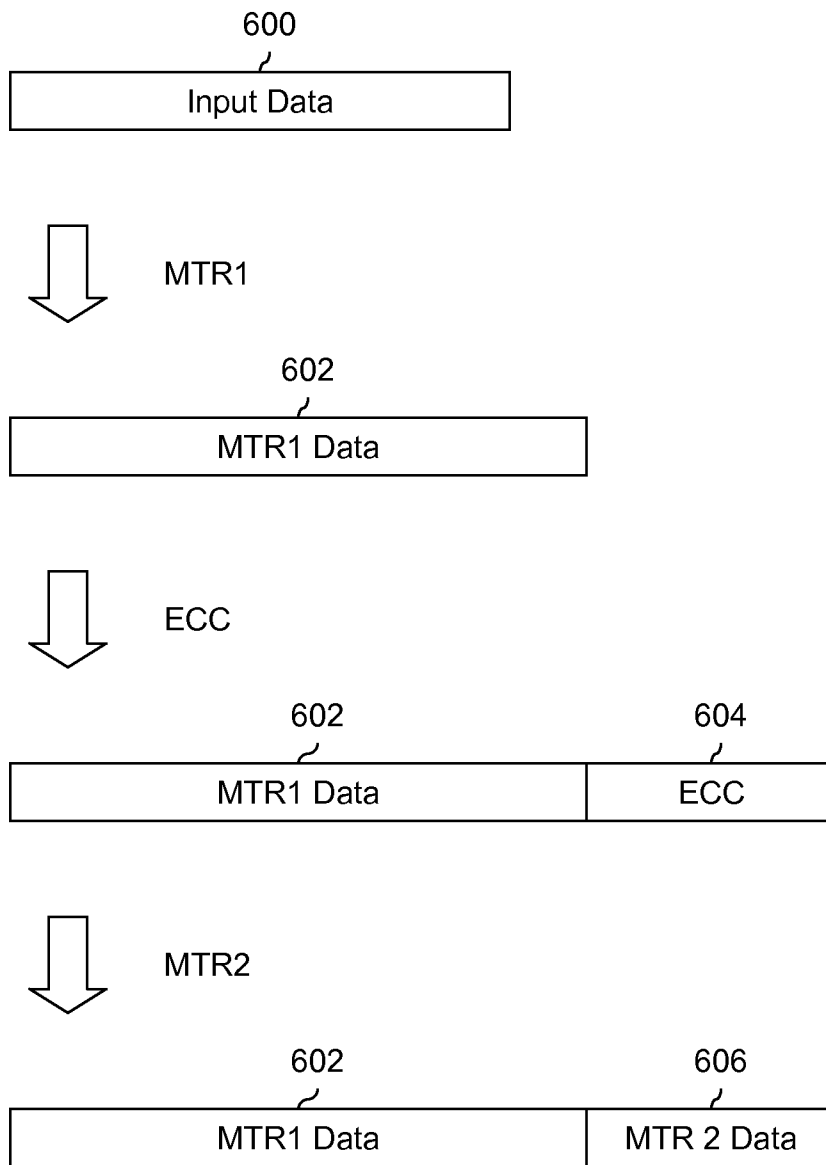 600
Input Data
MTR1
602
MTR1 Data
ECC
602 604
MTR1 Data ECC
MTR2
602 606
MTR1 Data MTR 2 Data